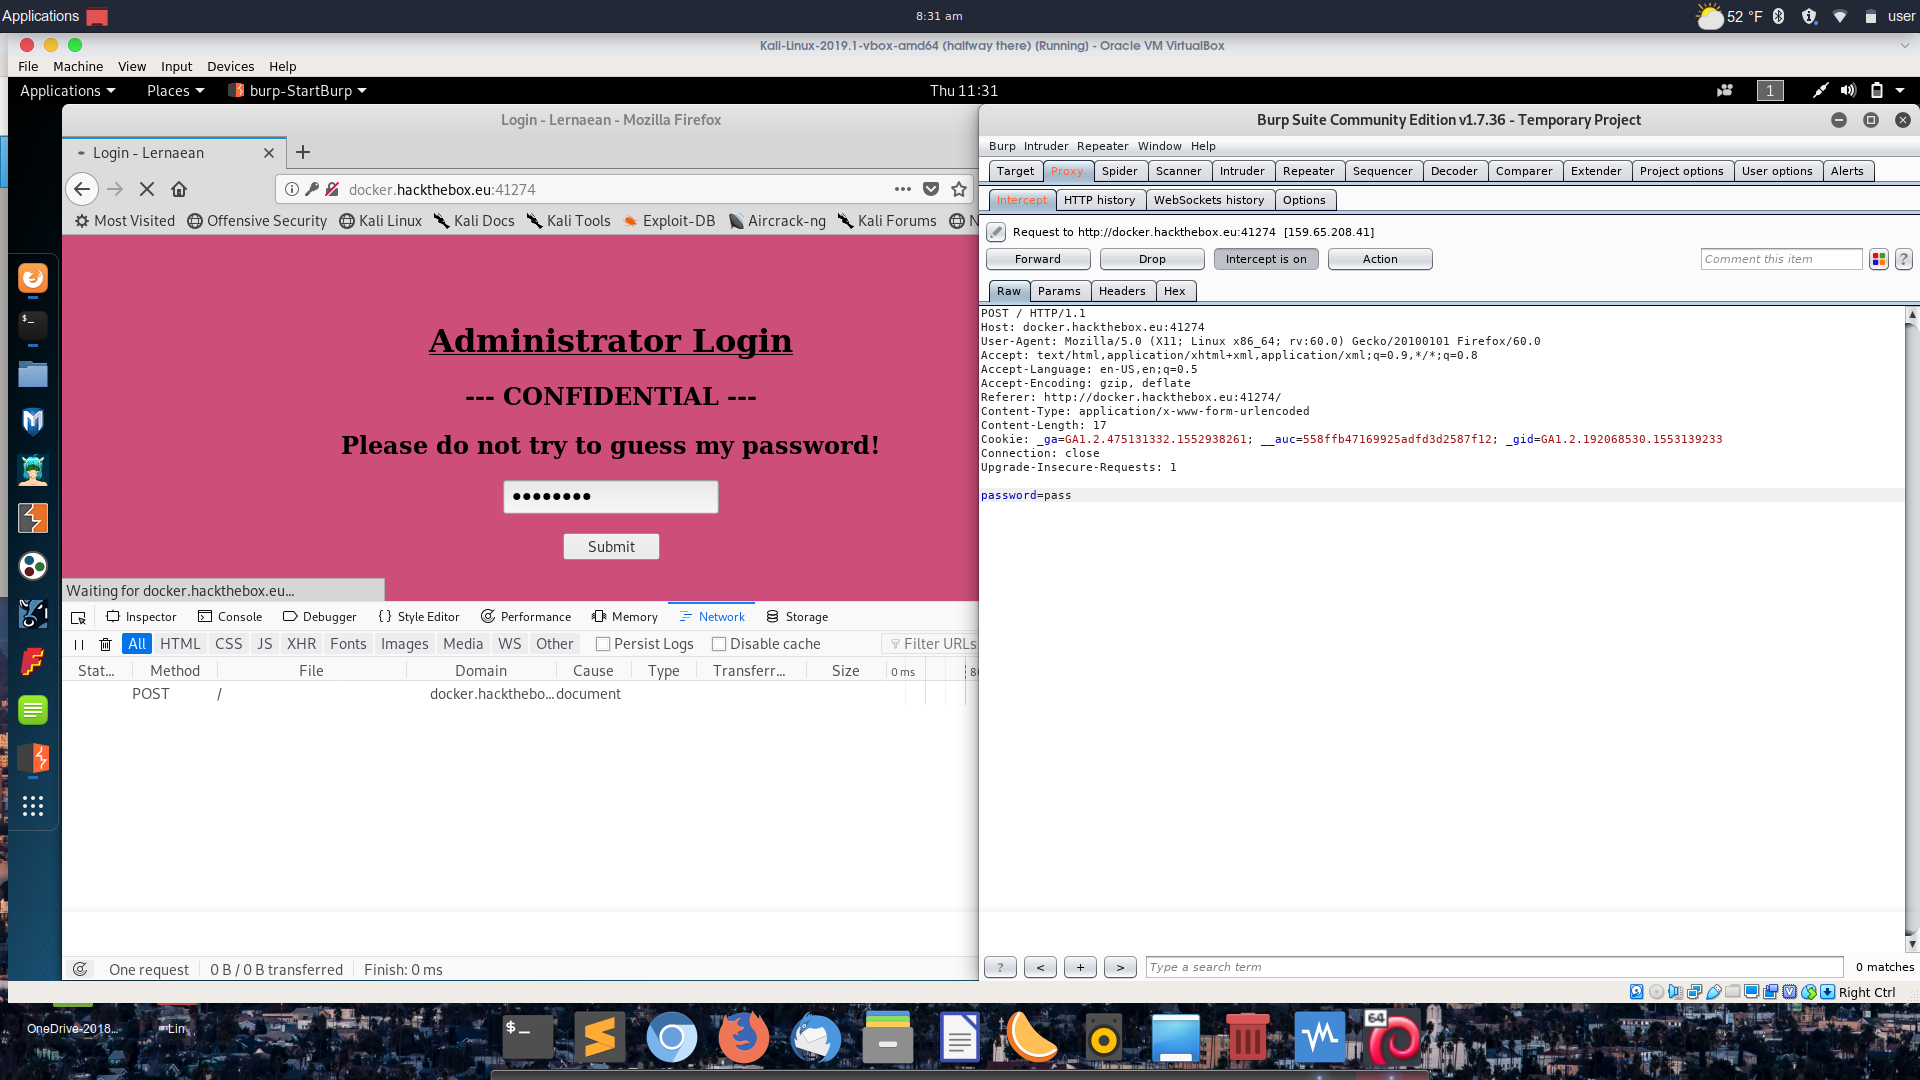 Applications
8:31 am
52 °F
user
Kali-Linux-2019.1-vbox-amd64 (halfway there) [Running] - Oracle VM VirtualBox
File Machine View Input Devices Help
Applications Places burp-StartBurp
Thu 11:31
1
Login - Lernaean - Mozilla Firefox
Login - Lernaean
docker.hackthebox.eu:41274
Most Visited Offensive Security Kali Linux Kali Docs Kali Tools Exploit-DB Aircrack-ng Kali Forums N
Administrator Login
--- CONFIDENTIAL ---
Please do not try to guess my password!
Submit
Waiting for docker.hackthebox.eu...
Inspector Console Debugger Style Editor Performance Memory Network Storage
All HTML CSS JS XHR Fonts Images Media WS Other Persist Logs Disable cache Filter URLs
Stat... Method File Domain Cause Type Transferr... Size 0 ms 80
POST / docker.hackthebo... document
One request 0 B / 0 B transferred Finish: 0 ms
Burp Suite Community Edition v1.7.36 - Temporary Project
Burp Intruder Repeater Window Help
Target Proxy Spider Scanner Intruder Repeater Sequencer Decoder Comparer Extender Project options User options Alerts
Intercept HTTP history WebSockets history Options
Request to http://docker.hackthebox.eu:41274 [159.65.208.41]
Forward Drop Intercept is on Action Comment this item ?
Raw Params Headers Hex
POST / HTTP/1.1
Host: docker.hackthebox.eu:41274
User-Agent: Mozilla/5.0 (X11; Linux x86_64; rv:60.0) Gecko/20100101 Firefox/60.0
Accept: text/html,application/xhtml+xml,application/xml;q=0.9,*/*;q=0.8
Accept-Language: en-US,en;q=0.5
Accept-Encoding: gzip, deflate
Referer: http://docker.hackthebox.eu:41274/
Content-Type: application/x-www-form-urlencoded
Content-Length: 17
Cookie: _ga=GA1.2.475131332.1552938261; __auc=558ffb47169925adfd3d2587f12; _gid=GA1.2.192068530.1553139233
Connection: close
Upgrade-Insecure-Requests: 1
password=pass
? < + > Type a search term 0 matches
Right Ctrl
OneDrive-2018... Lin
64